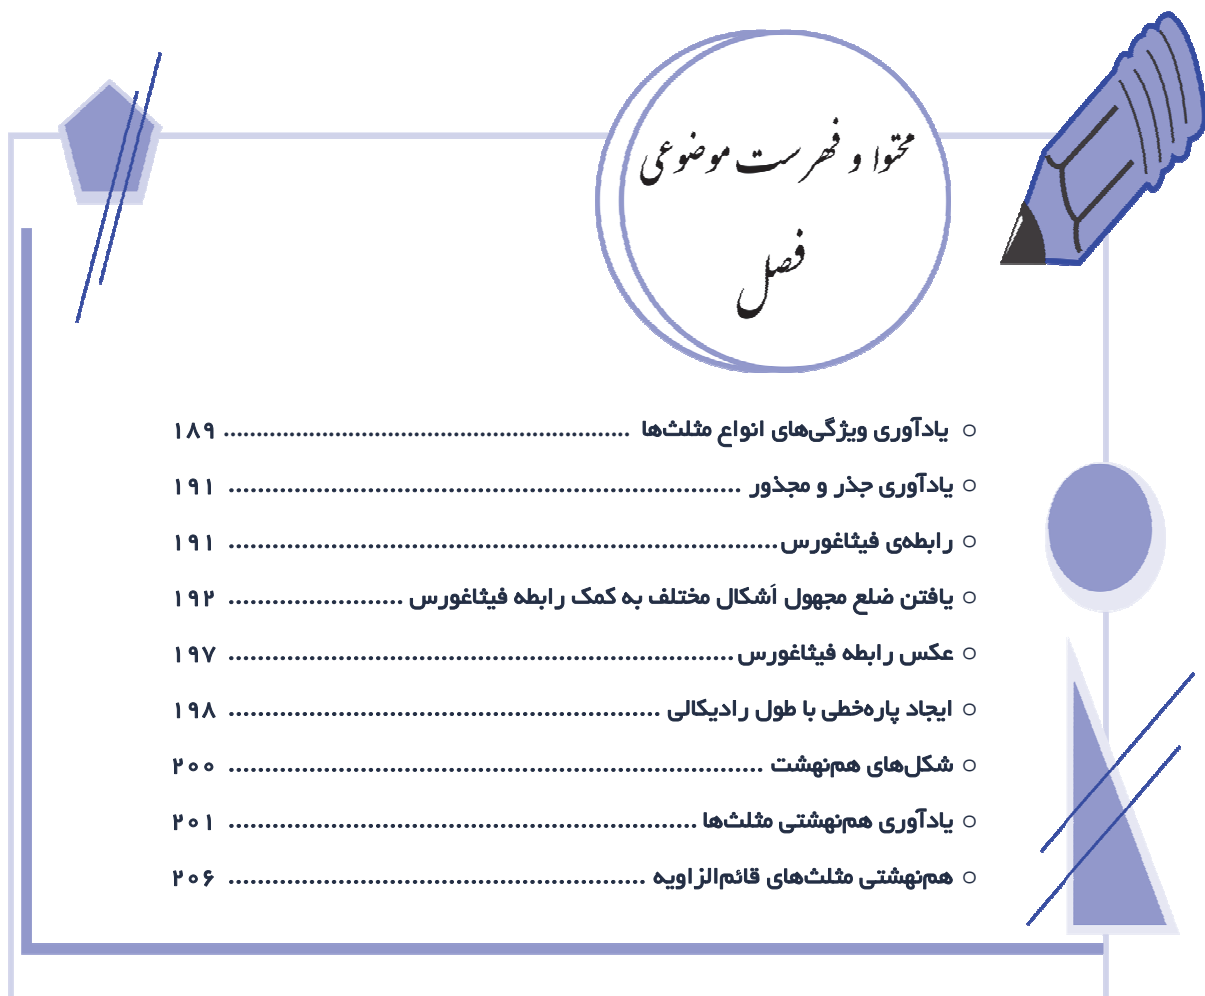 محتوا و فهرست موضوعی
فصل
یادآوری ویژگی‌های انواع مثلث‌ها ........................................................ ۱۸۹
یادآوری جذر و مجذور ...................................................................... ۱۹۱
رابطه‌ی فیثاغورس........................................................................... ۱۹۱
یافتن ضلع مجهول اَشکال مختلف به کمک رابطه فیثاغورس ........................ ۱۹۲
عکس رابطه فیثاغورس..................................................................... ۱۹۷
ایجاد پاره‌خطی با طول رادیکالی ........................................................... ۱۹۸
شکل‌های هم‌نهشت ......................................................................... ۲۰۰
یادآوری هم‌نهشتی مثلث‌ها ................................................................ ۲۰۱
هم‌نهشتی مثلث‌های قائم‌الزاویه ......................................................... ۲۰۶